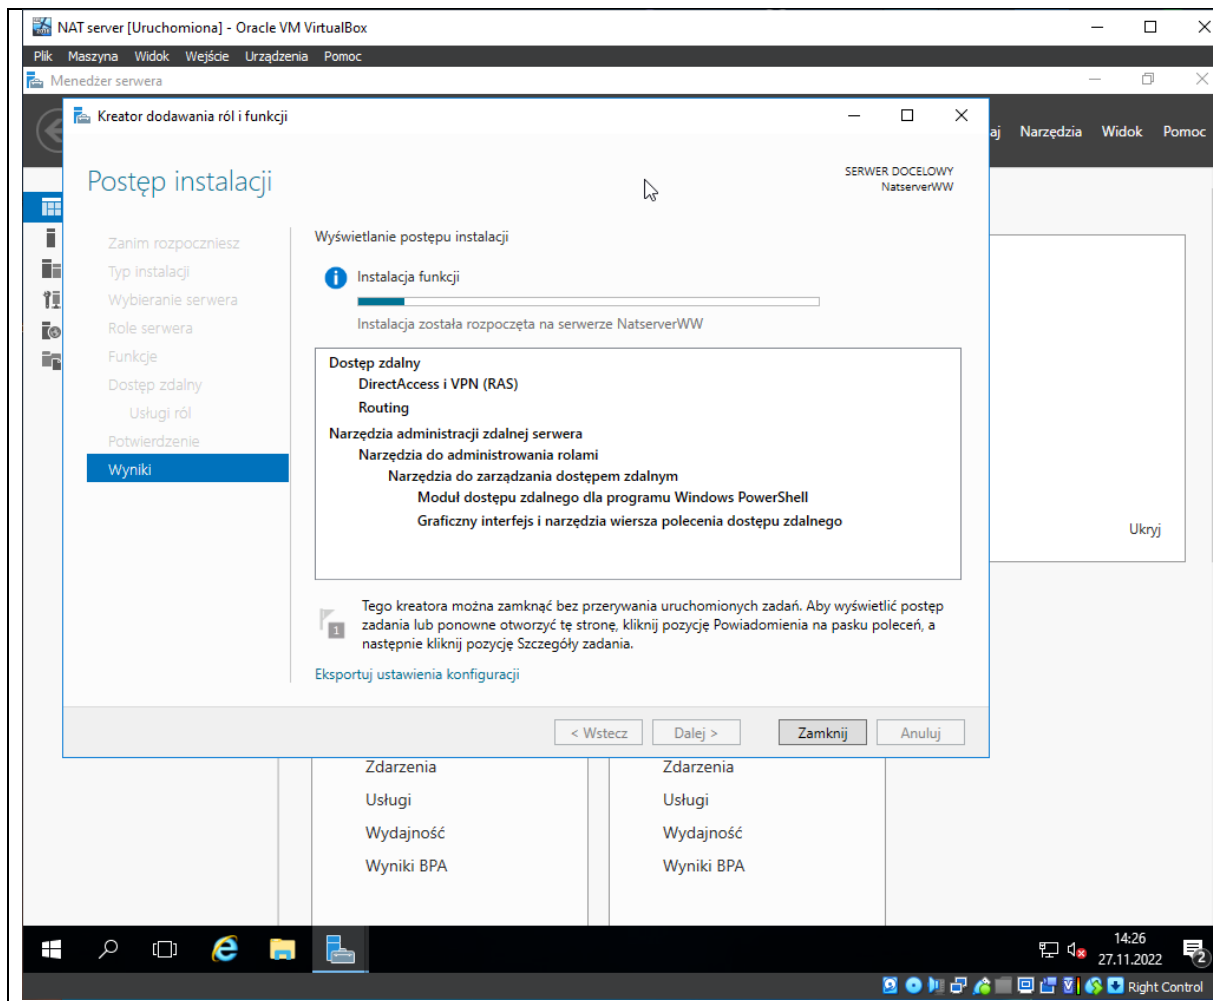 NAT server [Uruchomiona] - Oracle VM VirtualBox
Plik Maszyna Widok Wejście Urządzenia Pomoc
Menedżer serwera
Kreator dodawania ról i funkcji
aj Narzędzia Widok Pomoc
Postęp instalacji
SERWER DOCELOWY
NatserverWW
Zanim rozpoczniesz
Typ instalacji
Wybieranie serwera
Role serwera
Funkcje
Dostęp zdalny
Usługi ról
Potwierdzenie
Wyniki
Wyświetlanie postępu instalacji
Instalacja funkcji
Instalacja została rozpoczęta na serwerze NatserverWW
Dostęp zdalny
DirectAccess i VPN (RAS)
Routing
Narzędzia administracji zdalnej serwera
Narzędzia do administrowania rolami
Narzędzia do zarządzania dostępem zdalnym
Moduł dostępu zdalnego dla programu Windows PowerShell
Graficzny interfejs i narzędzia wiersza polecenia dostępu zdalnego
Ukryj
1
Tego kreatora można zamknąć bez przerywania uruchomionych zadań. Aby wyświetlić postęp
zadania lub ponowne otworzyć tę stronę, kliknij pozycję Powiadomienia na pasku poleceń, a
następnie kliknij pozycję Szczegóły zadania.
Eksportuj ustawienia konfiguracji
< Wstecz Dalej > Zamknij Anuluj
Zdarzenia Zdarzenia
Usługi Usługi
Wydajność Wydajność
Wyniki BPA Wyniki BPA
14:26
27.11.2022
2
Right Control